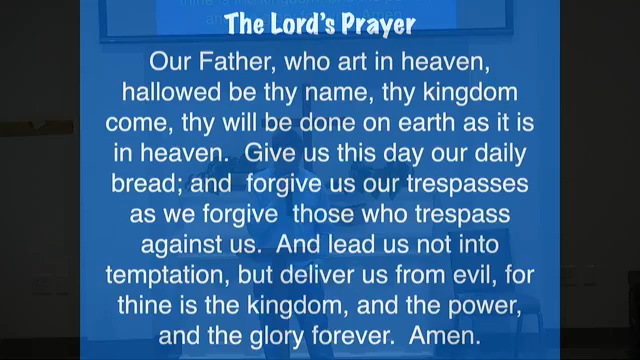 The Lord's Prayer
Our Father, who art in heaven,
hallowed be thy name, thy kingdom
come, thy will be done on earth as it is
in heaven.  Give us this day our daily
bread; and  forgive us our trespasses
as we forgive  those who trespass
against us.  And lead us not into
temptation, but deliver us from evil, for
thine is the kingdom, and the power,
and the glory forever.  Amen.